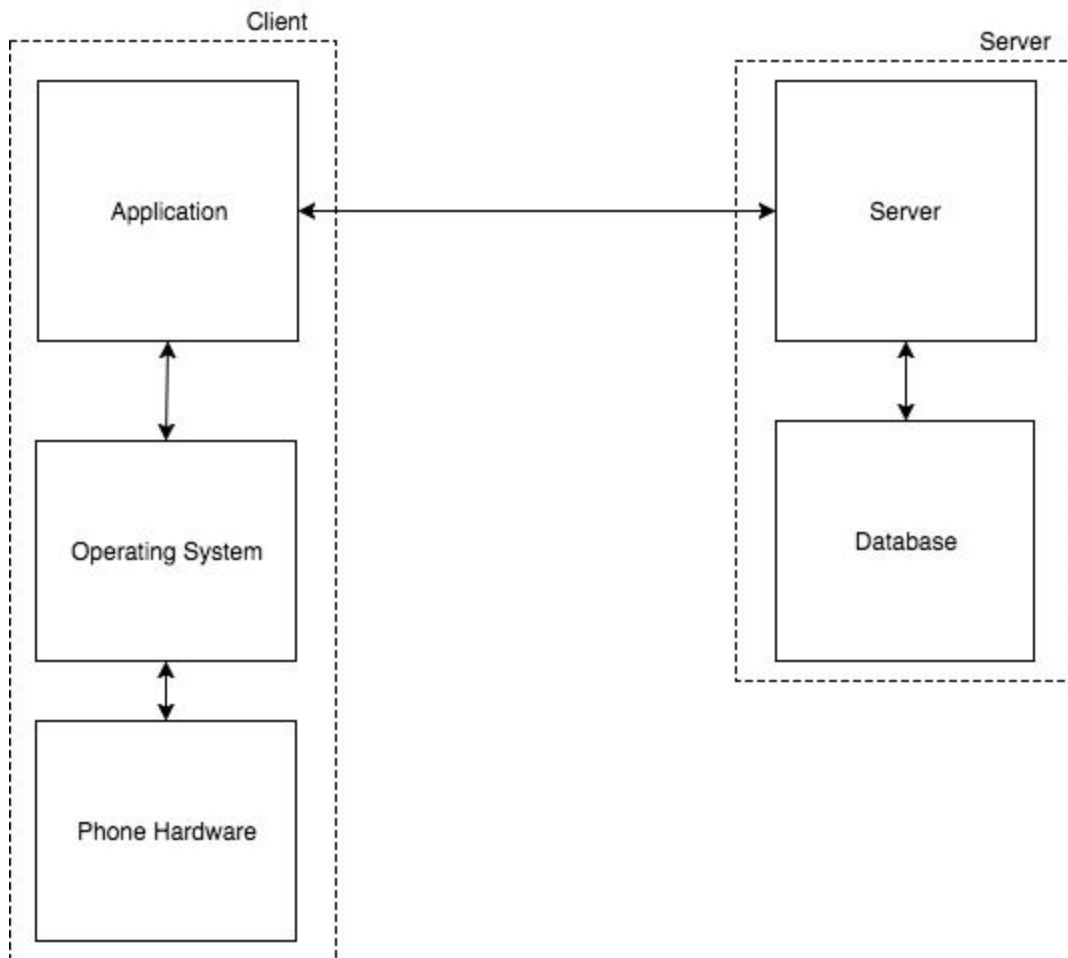 Client
Server
Application
Server
Operating System
Database
Phone Hardware